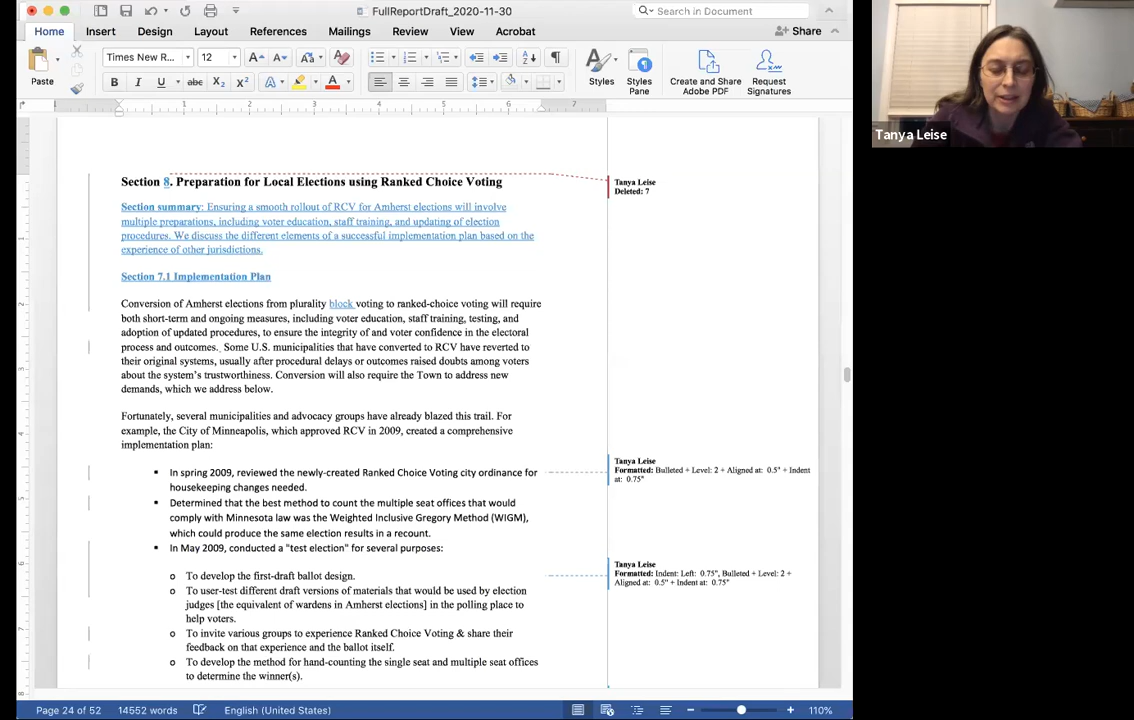 FullReportDraft_2020-11-30
Search in Document
Home Insert Design Layout References Mailings Review View Acrobat Share
Paste
Times New R... 12
Styles
Styles Pane
Create and Share Adobe PDF
Request Signatures
1 1 2 3 4 5 6 7
Section 8. Preparation for Local Elections using Ranked Choice Voting
Section summary: Ensuring a smooth rollout of RCV for Amherst elections will involve
multiple preparations, including voter education, staff training, and updating of election
procedures. We discuss the different elements of a successful implementation plan based on the
experience of other jurisdictions.
Section 7.1 Implementation Plan
Conversion of Amherst elections from plurality block voting to ranked-choice voting will require
both short-term and ongoing measures, including voter education, staff training, testing, and
adoption of updated procedures, to ensure the integrity of and voter confidence in the electoral
process and outcomes. Some U.S. municipalities that have converted to RCV have reverted to
their original systems, usually after procedural delays or outcomes raised doubts among voters
about the system's trustworthiness. Conversion will also require the Town to address new
demands, which we address below.
Fortunately, several municipalities and advocacy groups have already blazed this trail. For
example, the City of Minneapolis, which approved RCV in 2009, created a comprehensive
implementation plan:
▪ In spring 2009, reviewed the newly-created Ranked Choice Voting city ordinance for
housekeeping changes needed.
▪ Determined that the best method to count the multiple seat offices that would
comply with Minnesota law was the Weighted Inclusive Gregory Method (WIGM),
which could produce the same election results in a recount.
▪ In May 2009, conducted a "test election" for several purposes:
o To develop the first-draft ballot design.
o To user-test different draft versions of materials that would be used by election
judges [the equivalent of wardens in Amherst elections] in the polling place to
help voters.
o To invite various groups to experience Ranked Choice Voting & share their
feedback on that experience and the ballot itself.
o To develop the method for hand-counting the single seat and multiple seat offices
to determine the winner(s).
Tanya Leise
Deleted: 7
Tanya Leise
Formatted: Bulleted + Level: 2 + Aligned at: 0.5" + Indent
at: 0.75"
Tanya Leise
Formatted: Indent: Left: 0.75", Bulleted + Level: 2 +
Aligned at: 0.5" + Indent at: 0.75"
Page 24 of 52 14552 words English (United States) 110%
Tanya Leise